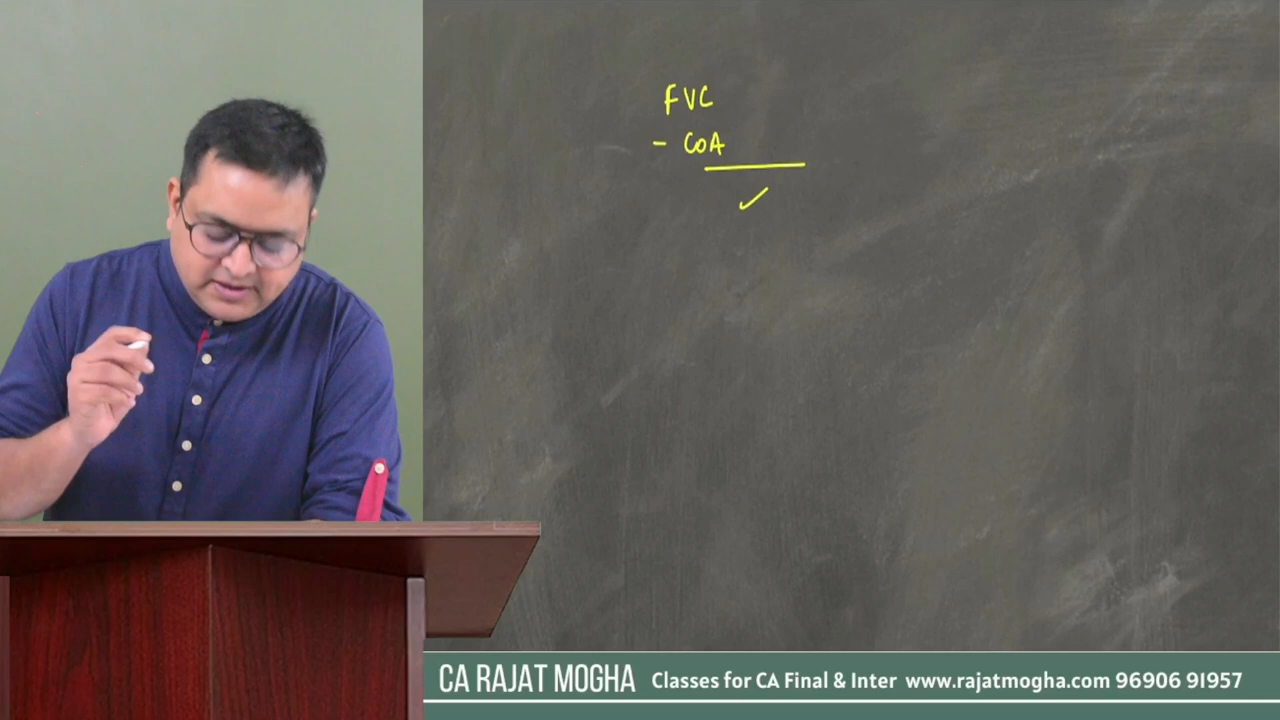 FVC
- CoA
CA RAJAT MOGHA Classes for CA Final & Inter www.rajatmogha.com 96906 91957